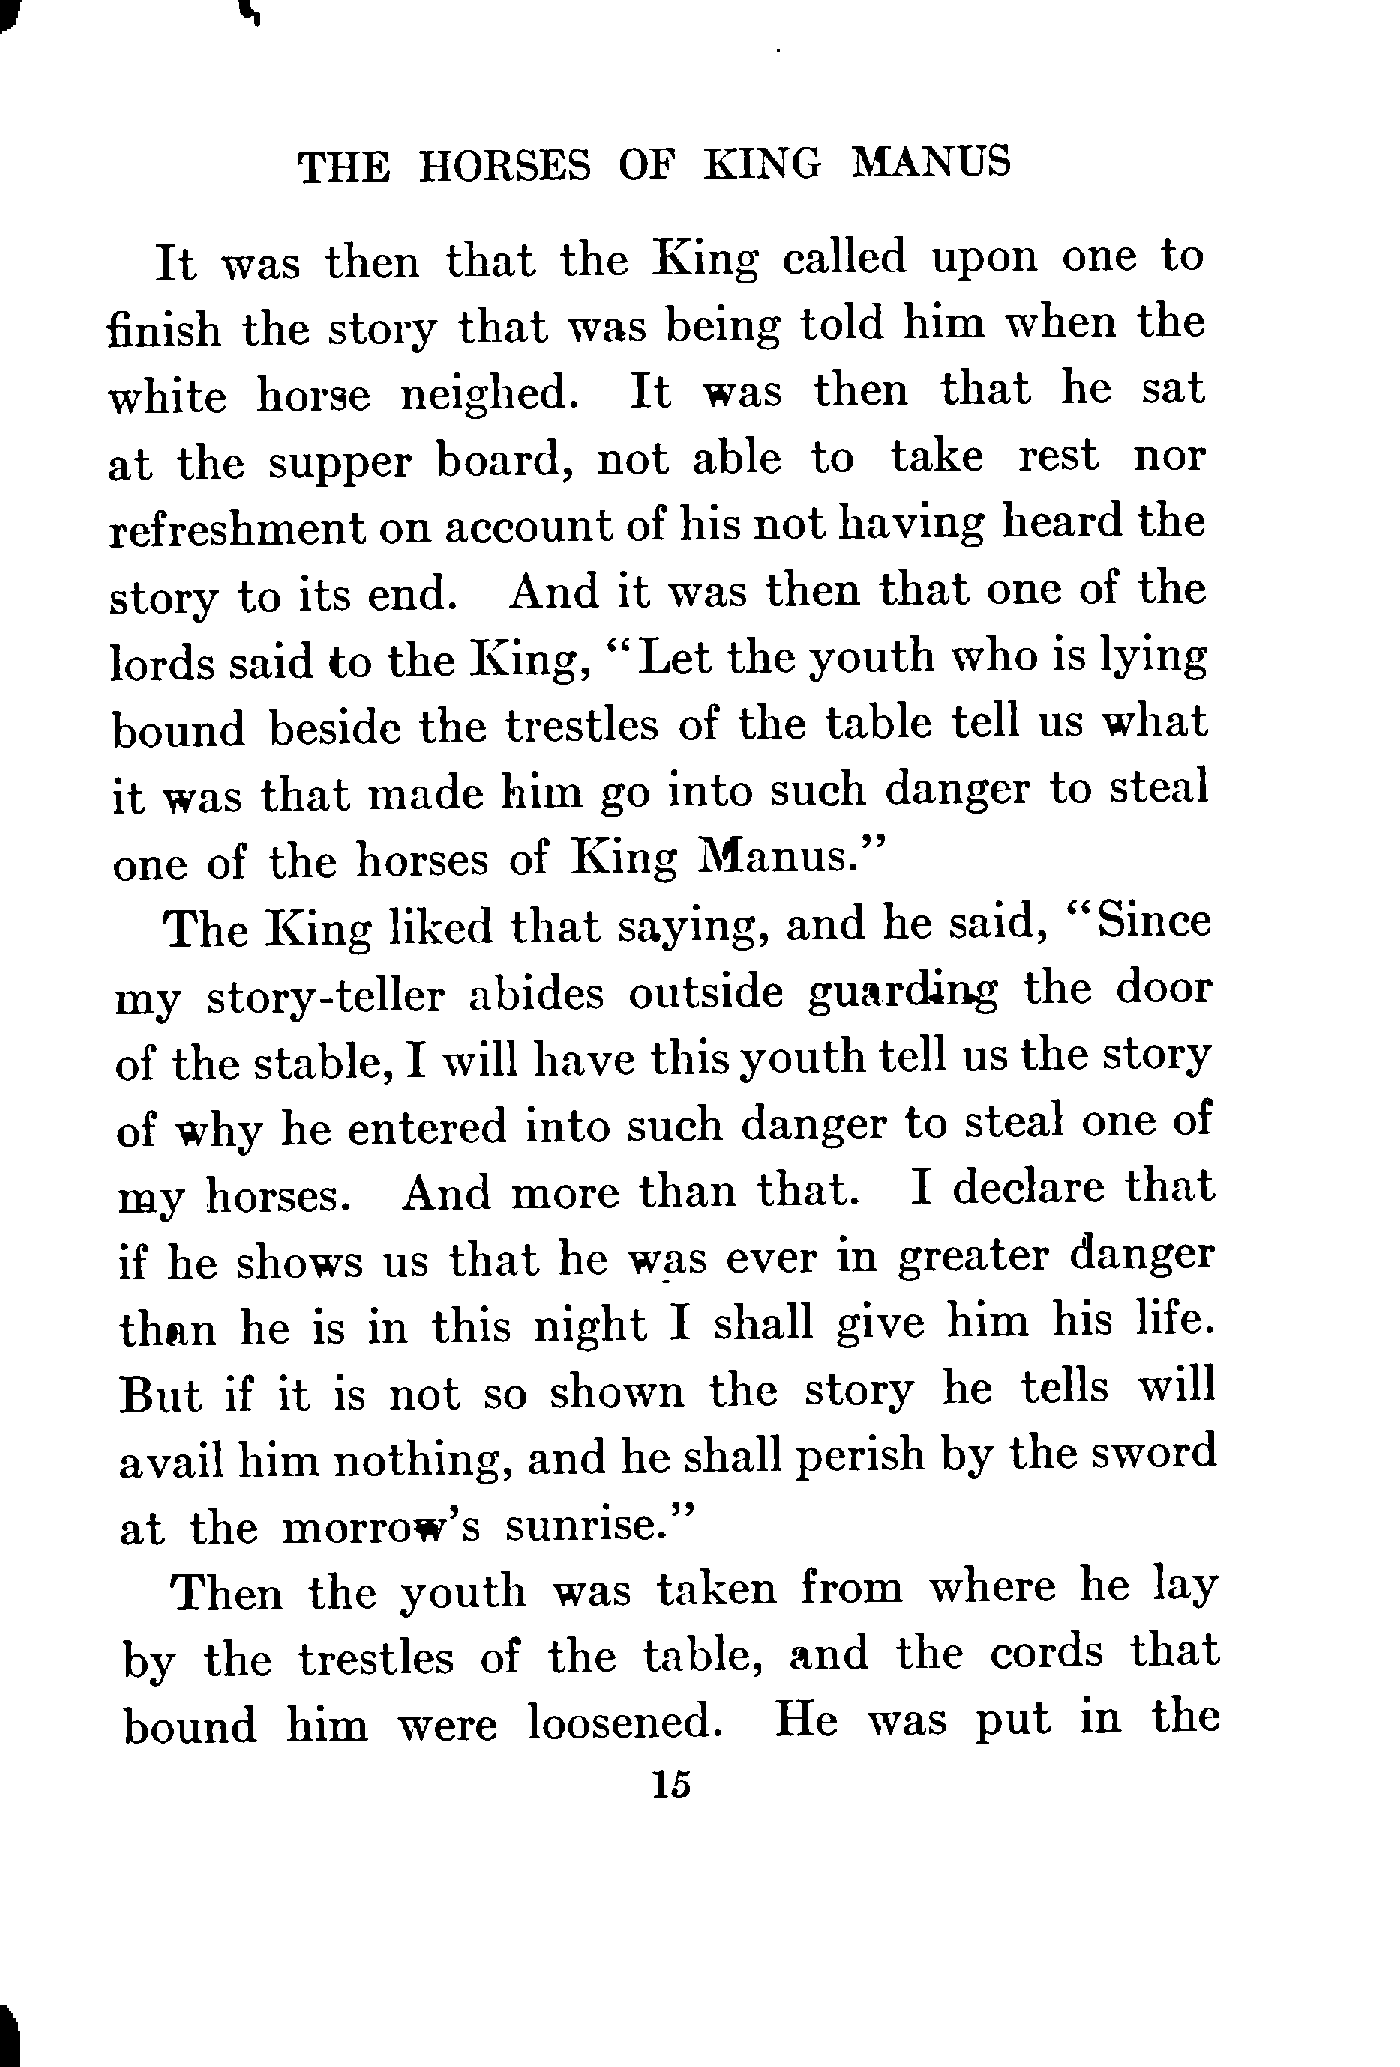 THE HORSES OF KING MANUS
It was then that the King called upon one to
finish the story that was being told him when the
white horse neighed. It was then that he sat
at the supper board, not able to take rest nor
refreshment on account of his not having heard the
story to its end. And it was then that one of the
lords said to the King, “Let the youth who is lying
bound beside the trestles of the table tell us what
it was that made him go into such danger to steal
one of the horses of King Manus.”
The King liked that saying, and he said, “Since
my story-teller abides outside guarding the door
of the stable, I will have this youth tell us the story
of why he entered into such danger to steal one of
my horses. And more than that. I declare that
if he shows us that he was ever in greater danger
than he is in this night I shall give him his life.
But if it is not so shown the story he tells will
avail him nothing, and he shall perish by the sword
at the morrow’s sunrise.”
Then the youth was taken from where he lay
by the trestles of the table, and the cords that
bound him were loosened. He was put in the
15